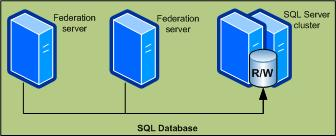 Federation
server
Federation
server
SQL Server
cluster
R/W
SQL Database